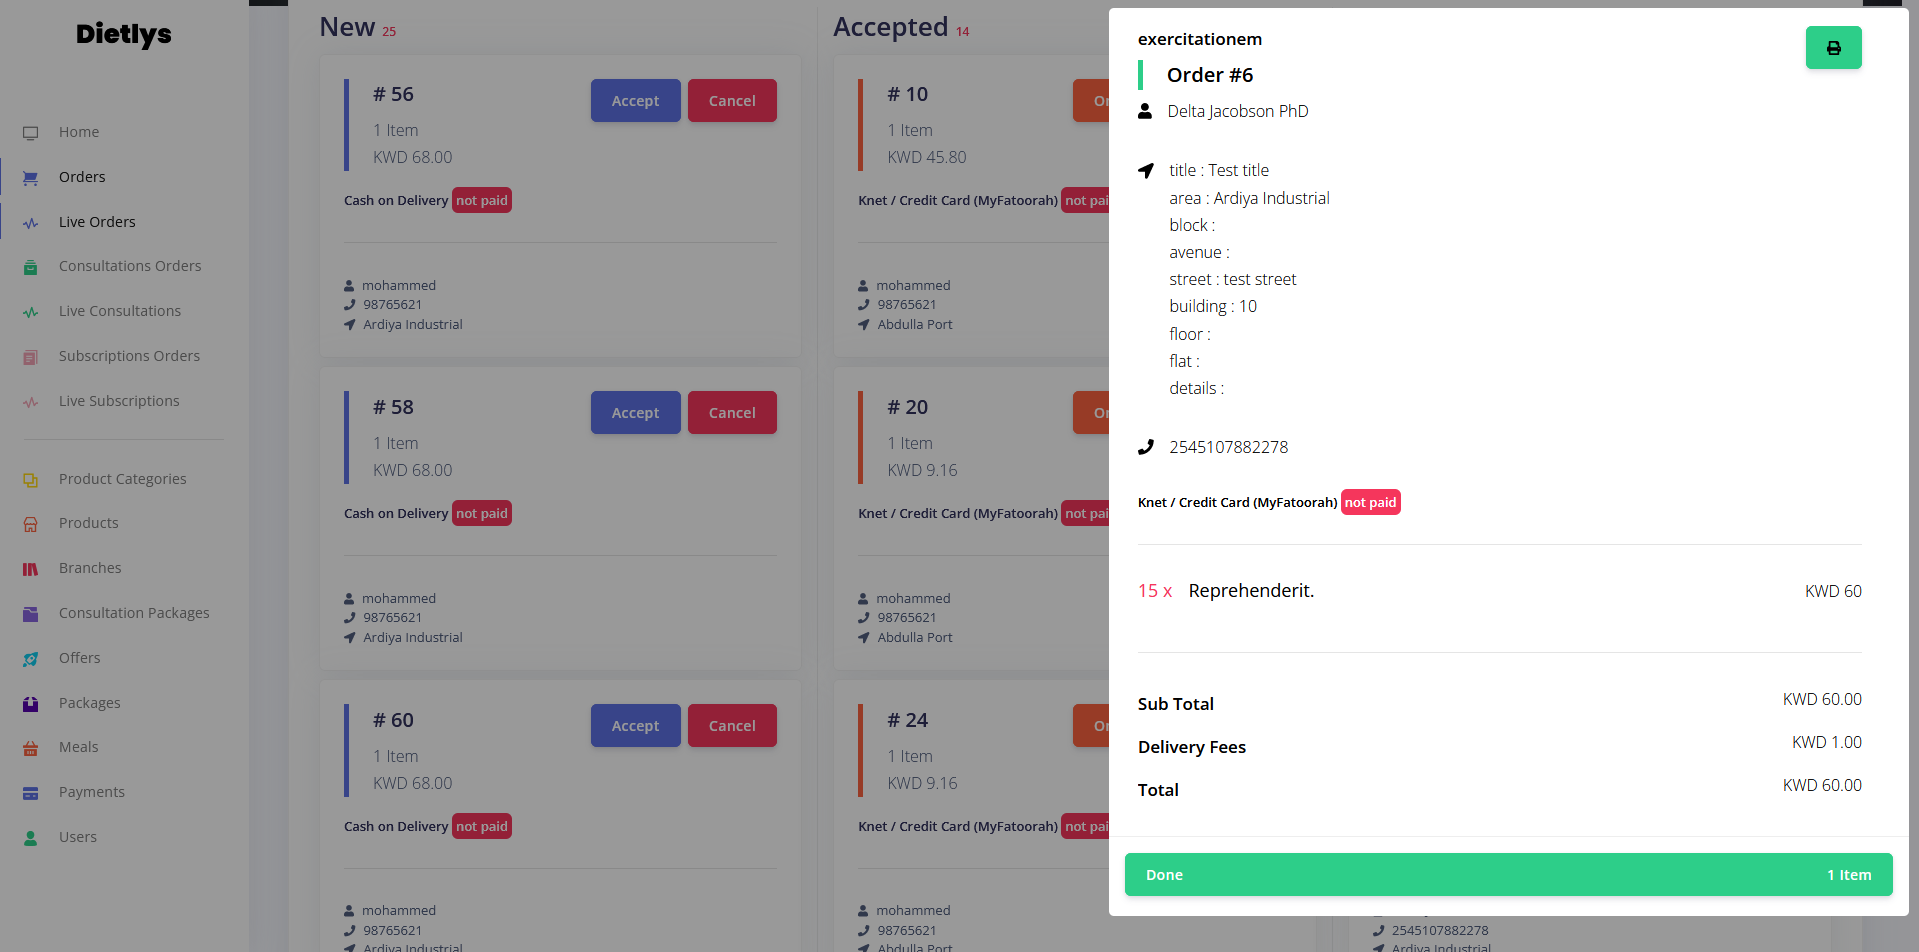 Dietlys
Home
Orders
Live Orders
Consultations Orders
Live Consultations
Subscriptions Orders
Live Subscriptions
Product Categories
Products
Branches
Consultation Packages
Offers
Packages
Meals
Payments
Users
New 25
# 56
Accept
Cancel
1 Item
KWD 68.00
Cash on Delivery not paid
mohammed
98765621
Ardiya Industrial
# 58
Accept
Cancel
1 Item
KWD 68.00
Cash on Delivery not paid
mohammed
98765621
Ardiya Industrial
# 60
Accept
Cancel
1 Item
KWD 68.00
Cash on Delivery not paid
mohammed
98765621
Ardiya Industrial
Accepted 14
# 10
1 Item
KWD 45.80
Knet / Credit Card (MyFatoorah) not pai
mohammed
98765621
Abdulla Port
# 20
1 Item
KWD 9.16
Knet / Credit Card (MyFatoorah) not pai
mohammed
98765621
Abdulla Port
# 24
1 Item
KWD 9.16
Knet / Credit Card (MyFatoorah) not pai
mohammed
98765621
Abdulla Port
exercitationem
Order #6
Delta Jacobson PhD
title : Test title
area : Ardiya Industrial
block :
avenue :
street : test street
building : 10
floor :
flat :
details :
2545107882278
Knet / Credit Card (MyFatoorah) not paid
15 x Reprehenderit. KWD 60
Sub Total KWD 60.00
Delivery Fees KWD 1.00
Total KWD 60.00
Done 1 Item
2545107882278
Ardiya Industrial